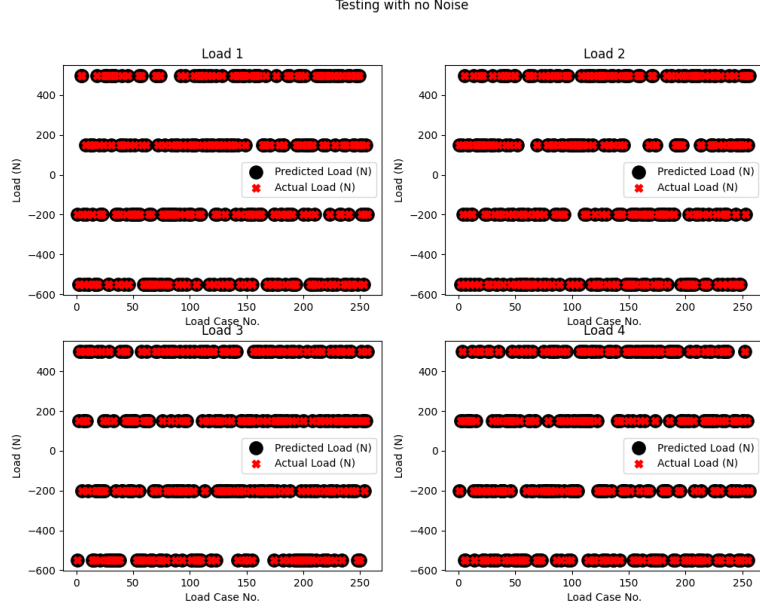 Testing with no Noise
Load 1
Load (N)
400
200
0
−200
−400
−600
Predicted Load (N)
Actual Load (N)
0 50 100 150 200 250
Load Case No.
Load 2
Load (N)
400
200
0
−200
−400
−600
Predicted Load (N)
Actual Load (N)
0 50 100 150 200 250
Load Case No.
Load 3
Load (N)
400
200
0
−200
−400
−600
Predicted Load (N)
Actual Load (N)
0 50 100 150 200 250
Load Case No.
Load 4
Load (N)
400
200
0
−200
−400
−600
Predicted Load (N)
Actual Load (N)
0 50 100 150 200 250
Load Case No.